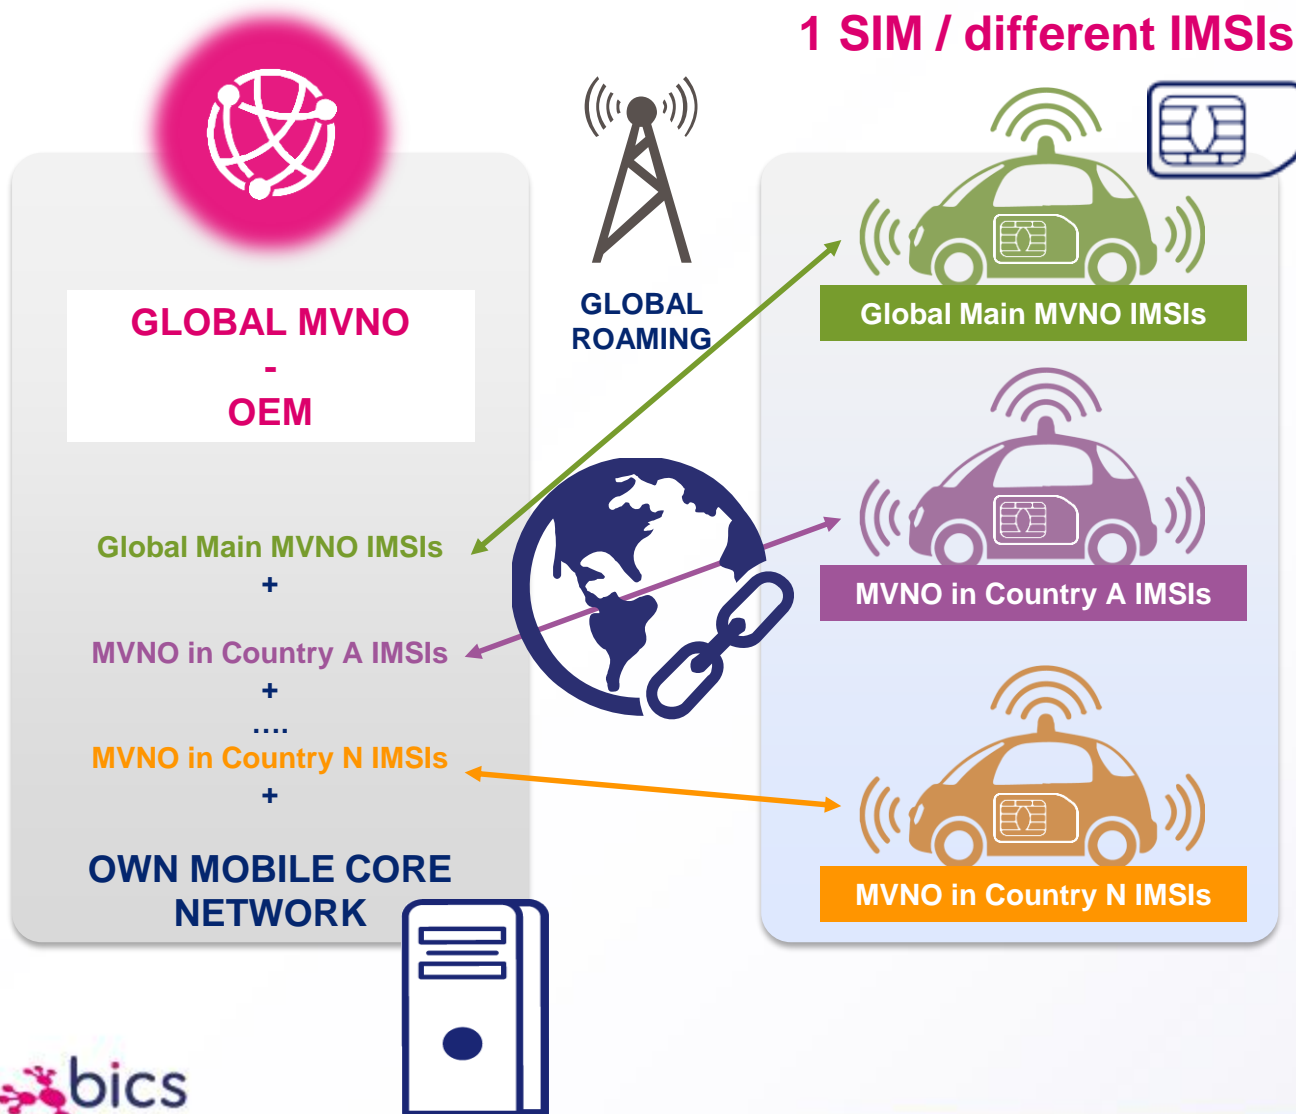 1 SIM / different IMSIs
GLOBAL MVNO
-
OEM
Global Main MVNO IMSIs
+
MVNO in Country A IMSIs
+
....
MVNO in Country N IMSIs
+
OWN MOBILE CORE
NETWORK
GLOBAL
ROAMING
Global Main MVNO IMSIs
MVNO in Country A IMSIs
MVNO in Country N IMSIs
bics